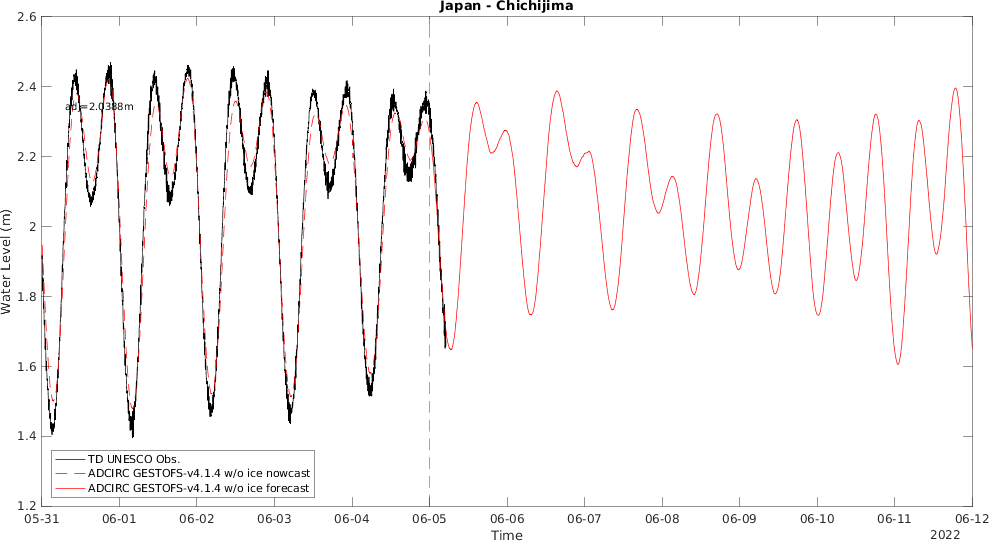 Japan - Chichijima
2.6
2.4
2.2
2
1.8
1.6
1.4
1.2
Water Level (m)
adj=2.0388m
TD UNESCO Obs.
ADCIRC GESTOFS-v4.1.4 w/o ice nowcast
ADCIRC GESTOFS-v4.1.4 w/o ice forecast
05-31 06-01 06-02 06-03 06-04 06-05 06-06 06-07 06-08 06-09 06-10 06-11 06-12
Time
2022